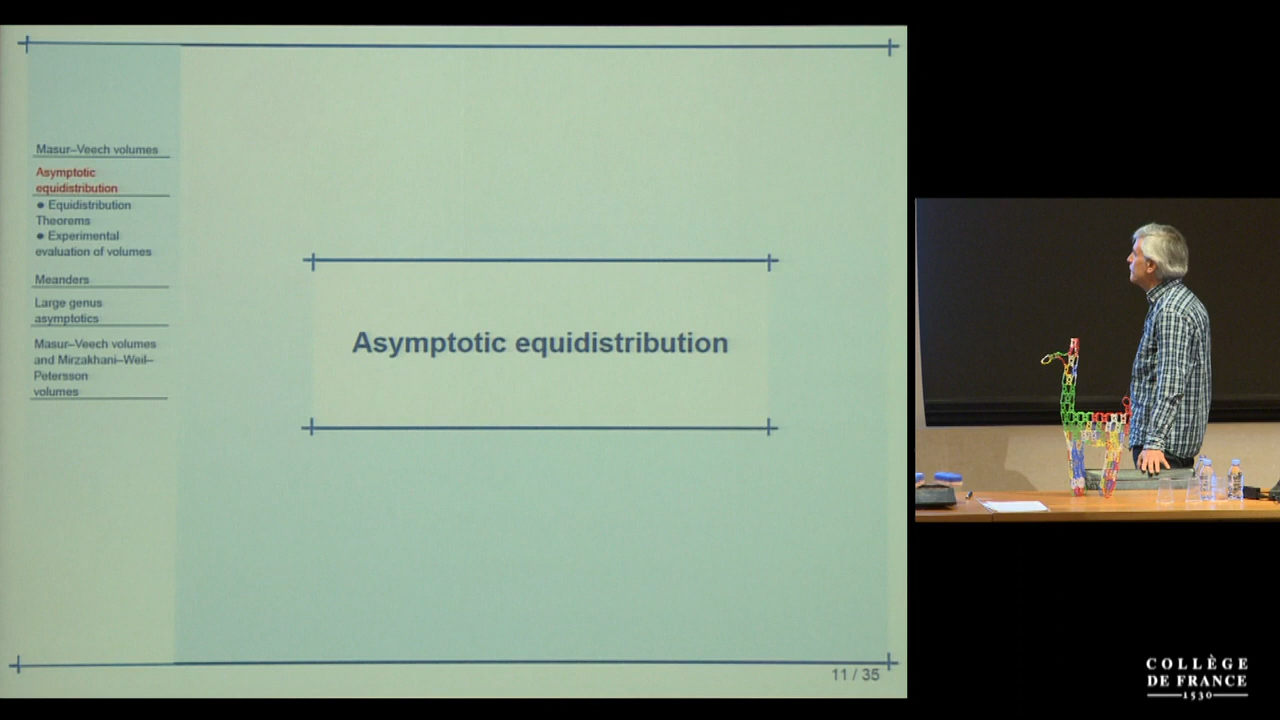 Masur–Veech volumes
Asymptotic
equidistribution
● Equidistribution
Theorems
● Experimental
evaluation of volumes
Meanders
Large genus
asymptotics
Masur–Veech volumes
and Mirzakhani–Weil–
Petersson
volumes
Asymptotic equidistribution
11 / 35
COLLÈGE
DE FRANCE
1530